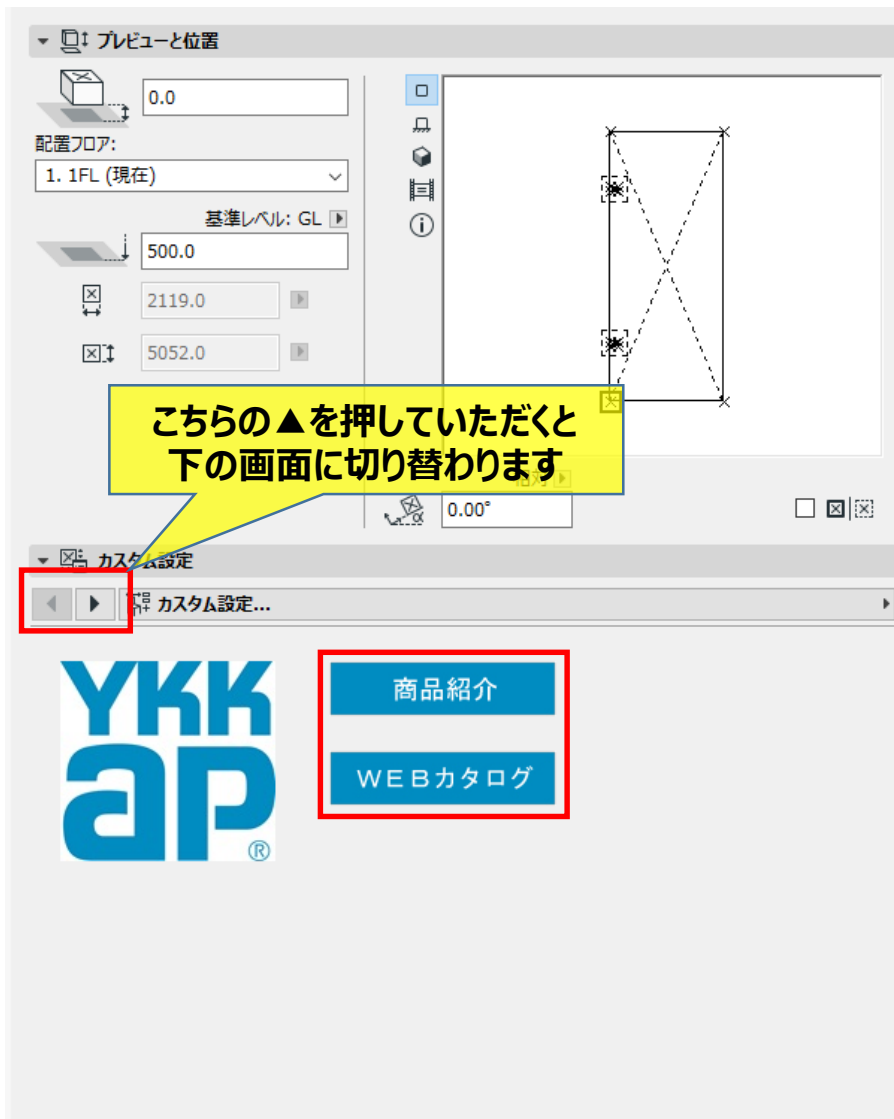 プレビューと位置
0.0
配置フロア:
1. 1FL (現在)
基準レベル: GL
500.0
2119.0
5052.0
こちらの▲を押していただくと
下の画面に切り替わります
0.00°
カスタム設定
カスタム設定...
YKK
ap®
商品紹介
WEBカタログ